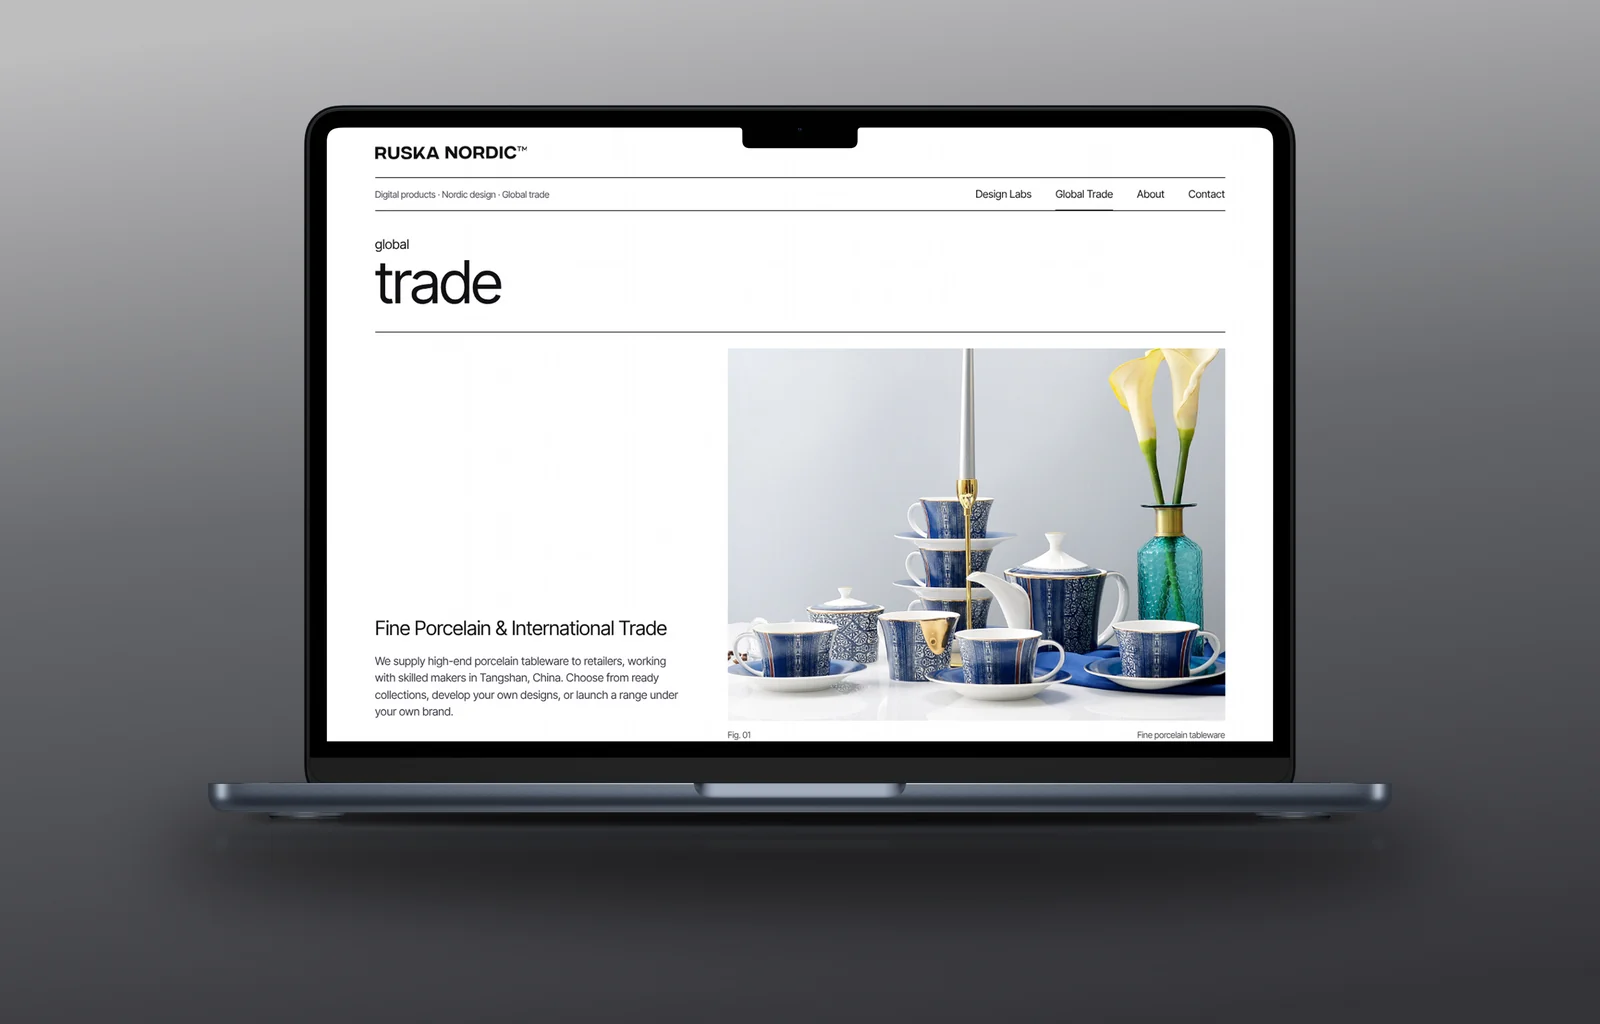 RUSKA NORDIC™
Digital products · Nordic design · Global trade
Design Labs
Global Trade
About
Contact
global
trade
Fine Porcelain & International Trade
We supply high-end porcelain tableware to retailers, working
with skilled makers in Tangshan, China. Choose from ready
collections, develop your own designs, or launch a range under
your own brand.
Fig. 01
Fine porcelain tableware